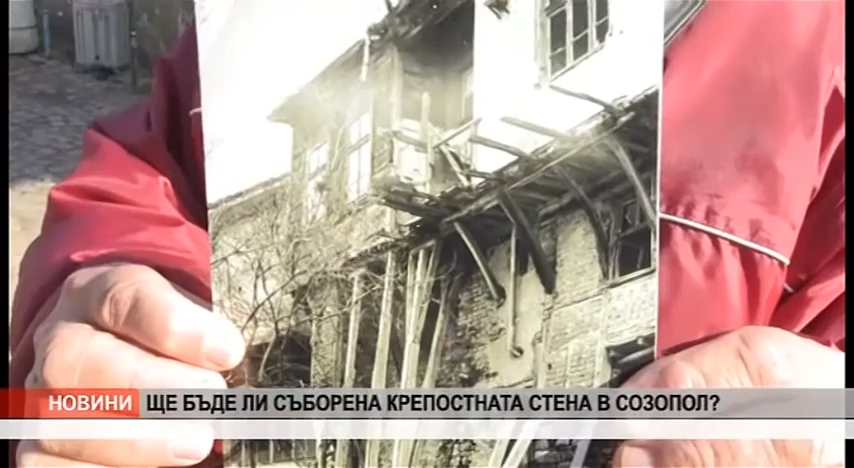 НОВИНИ ЩЕ БЪДЕ ЛИ СЪБОРЕНА КРЕПОСТНАТА СТЕНА В СОЗОПОЛ?